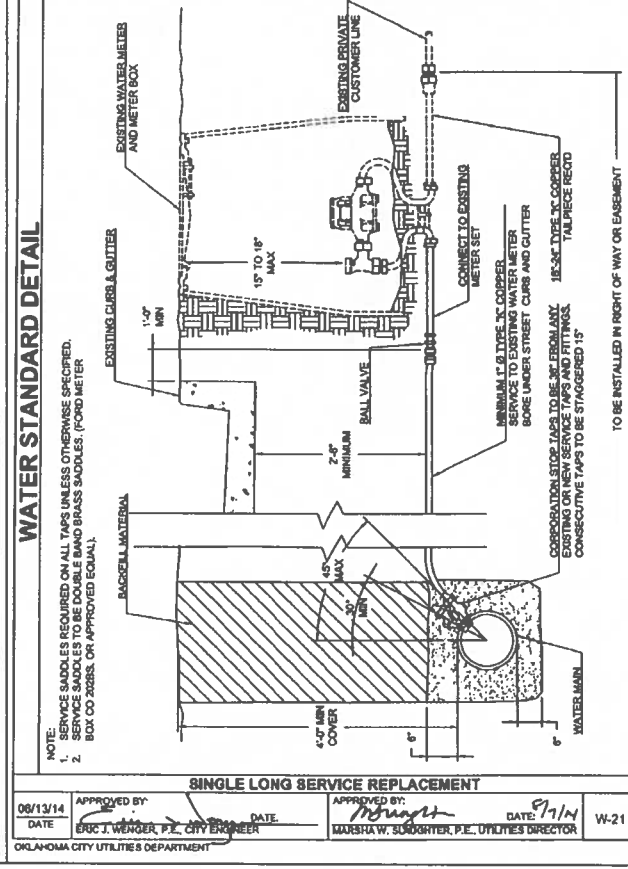 WATER STANDARD DETAIL
NOTE:
1. SERVICE SADDLES REQUIRED ON ALL TAPS UNLESS OTHERWISE SPECIFIED.
2. SERVICE SADDLES TO BE DOUBLE BAND BRASS SADDLES. (FORD METER
BOX CO 202BS, OR APPROVED EQUAL).
BACKFILL MATERIAL
EXISTING CURB & GUTTER
EXISTING WATER METER
AND METER BOX
1'-0"
MIN
15" TO 18"
MAX
EXISTING PRIVATE
CUSTOMER LINE
2'-6"
MINIMUM
45°
MAX
30°
MIN
4'-0" MIN
COVER
6"
6"
BALL VALVE
CONNECT TO EXISTING
METER SET
MINIMUM 1" Ø TYPE "K" COPPER
SERVICE TO EXISTING WATER METER
BORE UNDER STREET CURBS AND GUTTER
18"-24" TYPE "K" COPPER
TAILPIECE REQ'D
CORPORATION STOP TAPS TO BE 36" FROM ANY
EXISTING OR NEW SERVICE TAPS AND FITTINGS.
CONSECUTIVE TAPS TO BE STAGGERED 15°
WATER MAIN
TO BE INSTALLED IN RIGHT OF WAY OR EASEMENT
SINGLE LONG SERVICE REPLACEMENT
08/13/14
DATE
APPROVED BY:
DATE.
ERIC J. WENGER, P.E., CITY ENGINEER
APPROVED BY:
DATE: 8/7/14
MARSHA W. SLAUGHTER, P.E., UTILITIES DIRECTOR
W-21
OKLAHOMA CITY UTILITIES DEPARTMENT